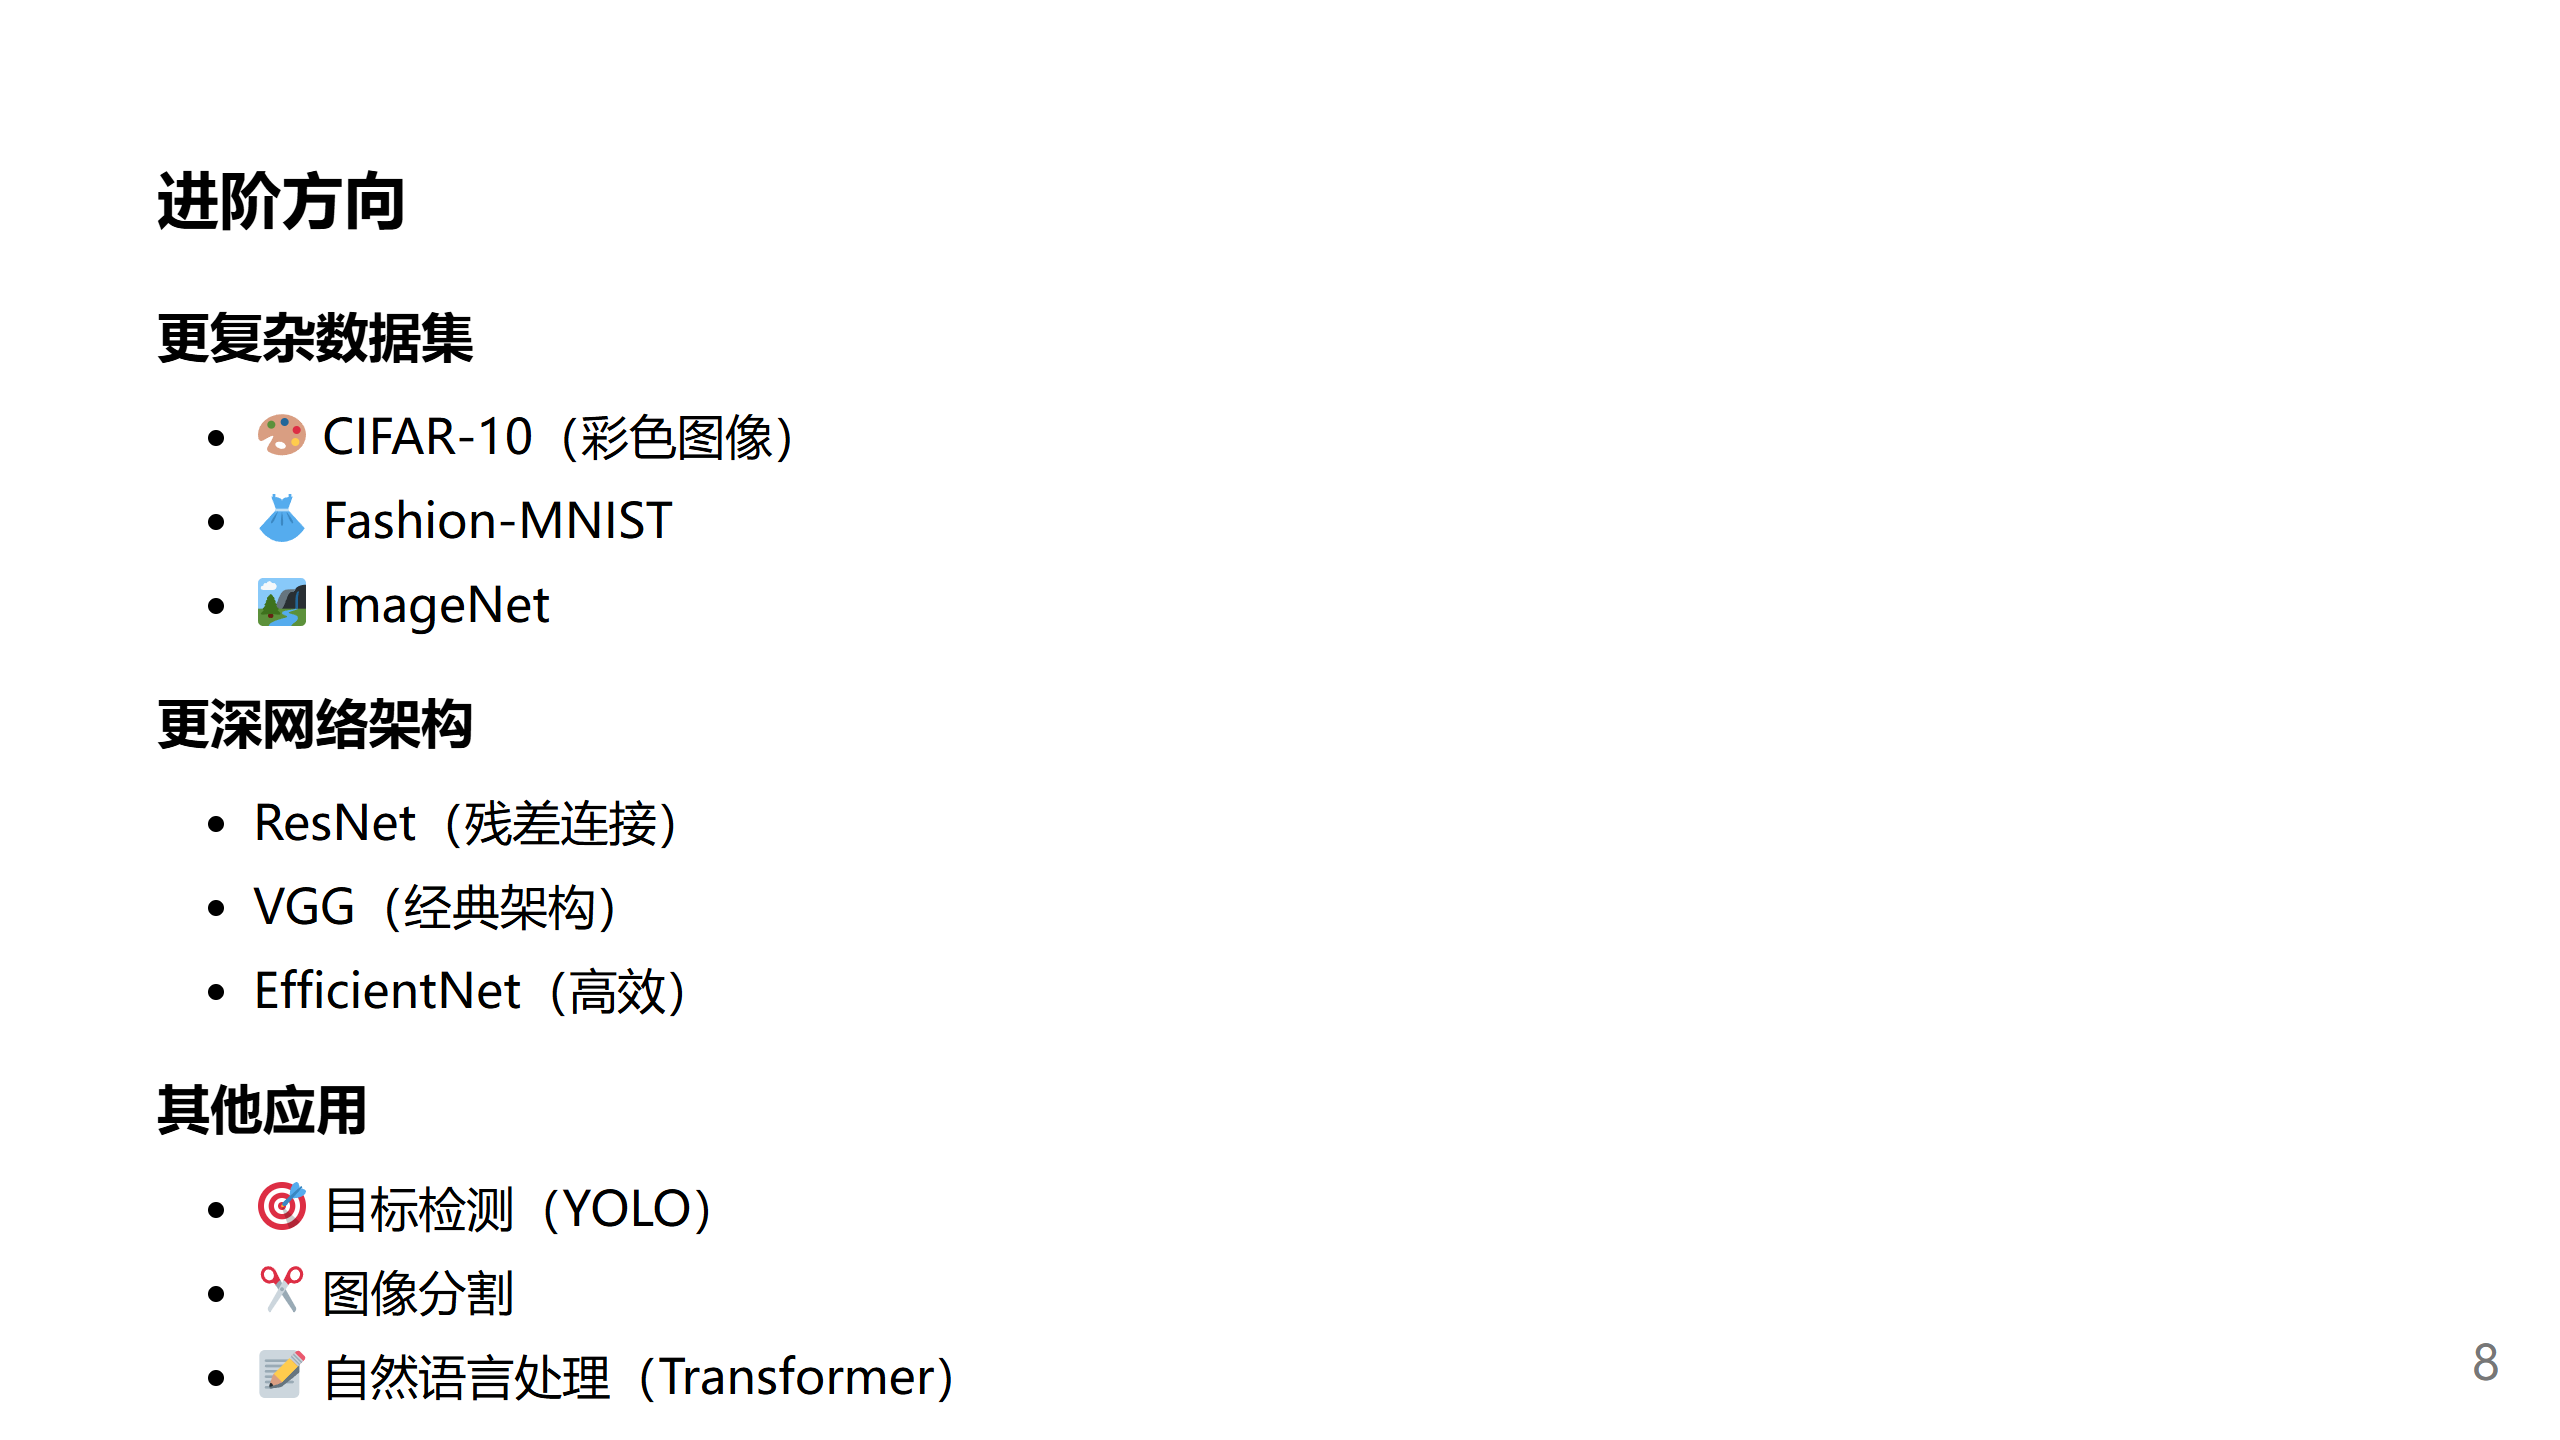 进阶方向
更复杂数据集
• 🎨 CIFAR-10（彩色图像）
• 👗 Fashion-MNIST
• 🏞️ ImageNet
更深网络架构
• ResNet（残差连接）
• VGG（经典架构）
• EfficientNet（高效）
其他应用
• 🎯 目标检测（YOLO）
• ✂️ 图像分割
• 📝 自然语言处理（Transformer）
8